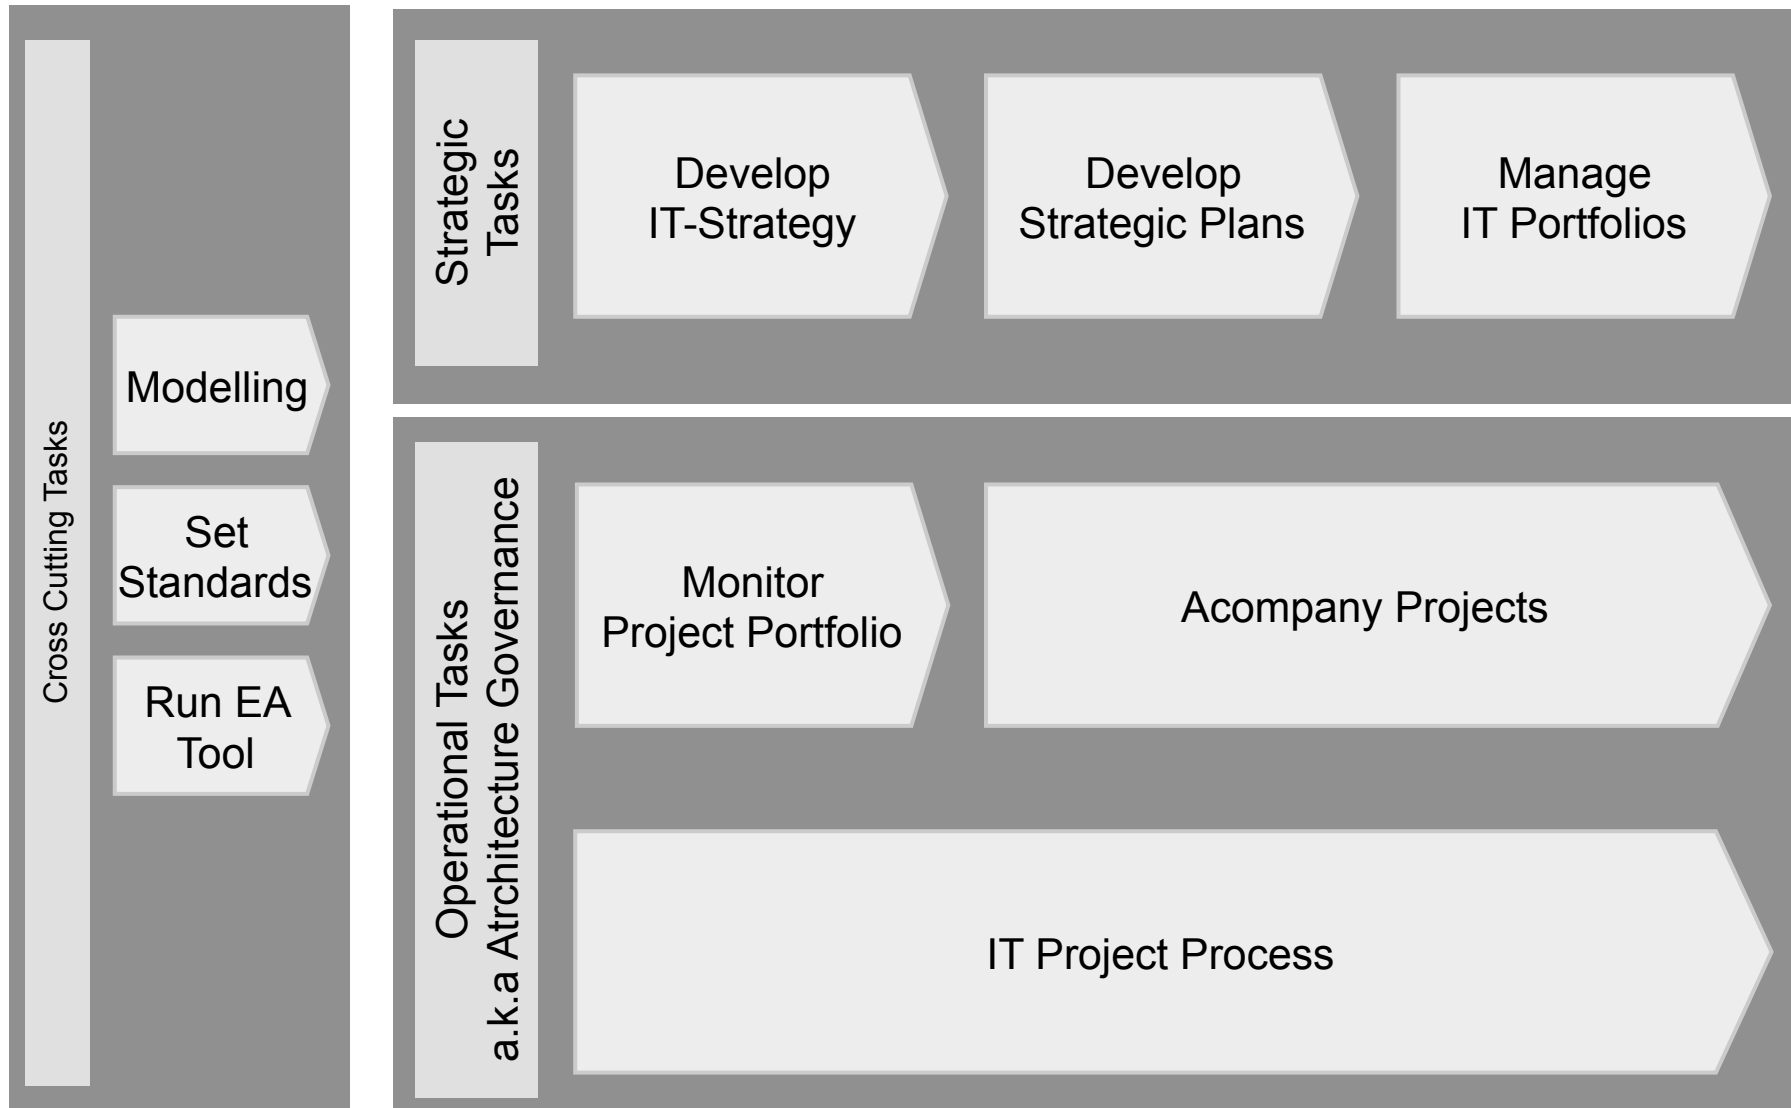 Cross Cutting Tasks
Modelling
Set
Standards
Run EA
Tool
Strategic
Tasks
Develop
IT-Strategy
Develop
Strategic Plans
Manage
IT Portfolios
Operational Tasks
a.k.a Atrchitecture Governance
Monitor
Project Portfolio
Acompany Projects
IT Project Process